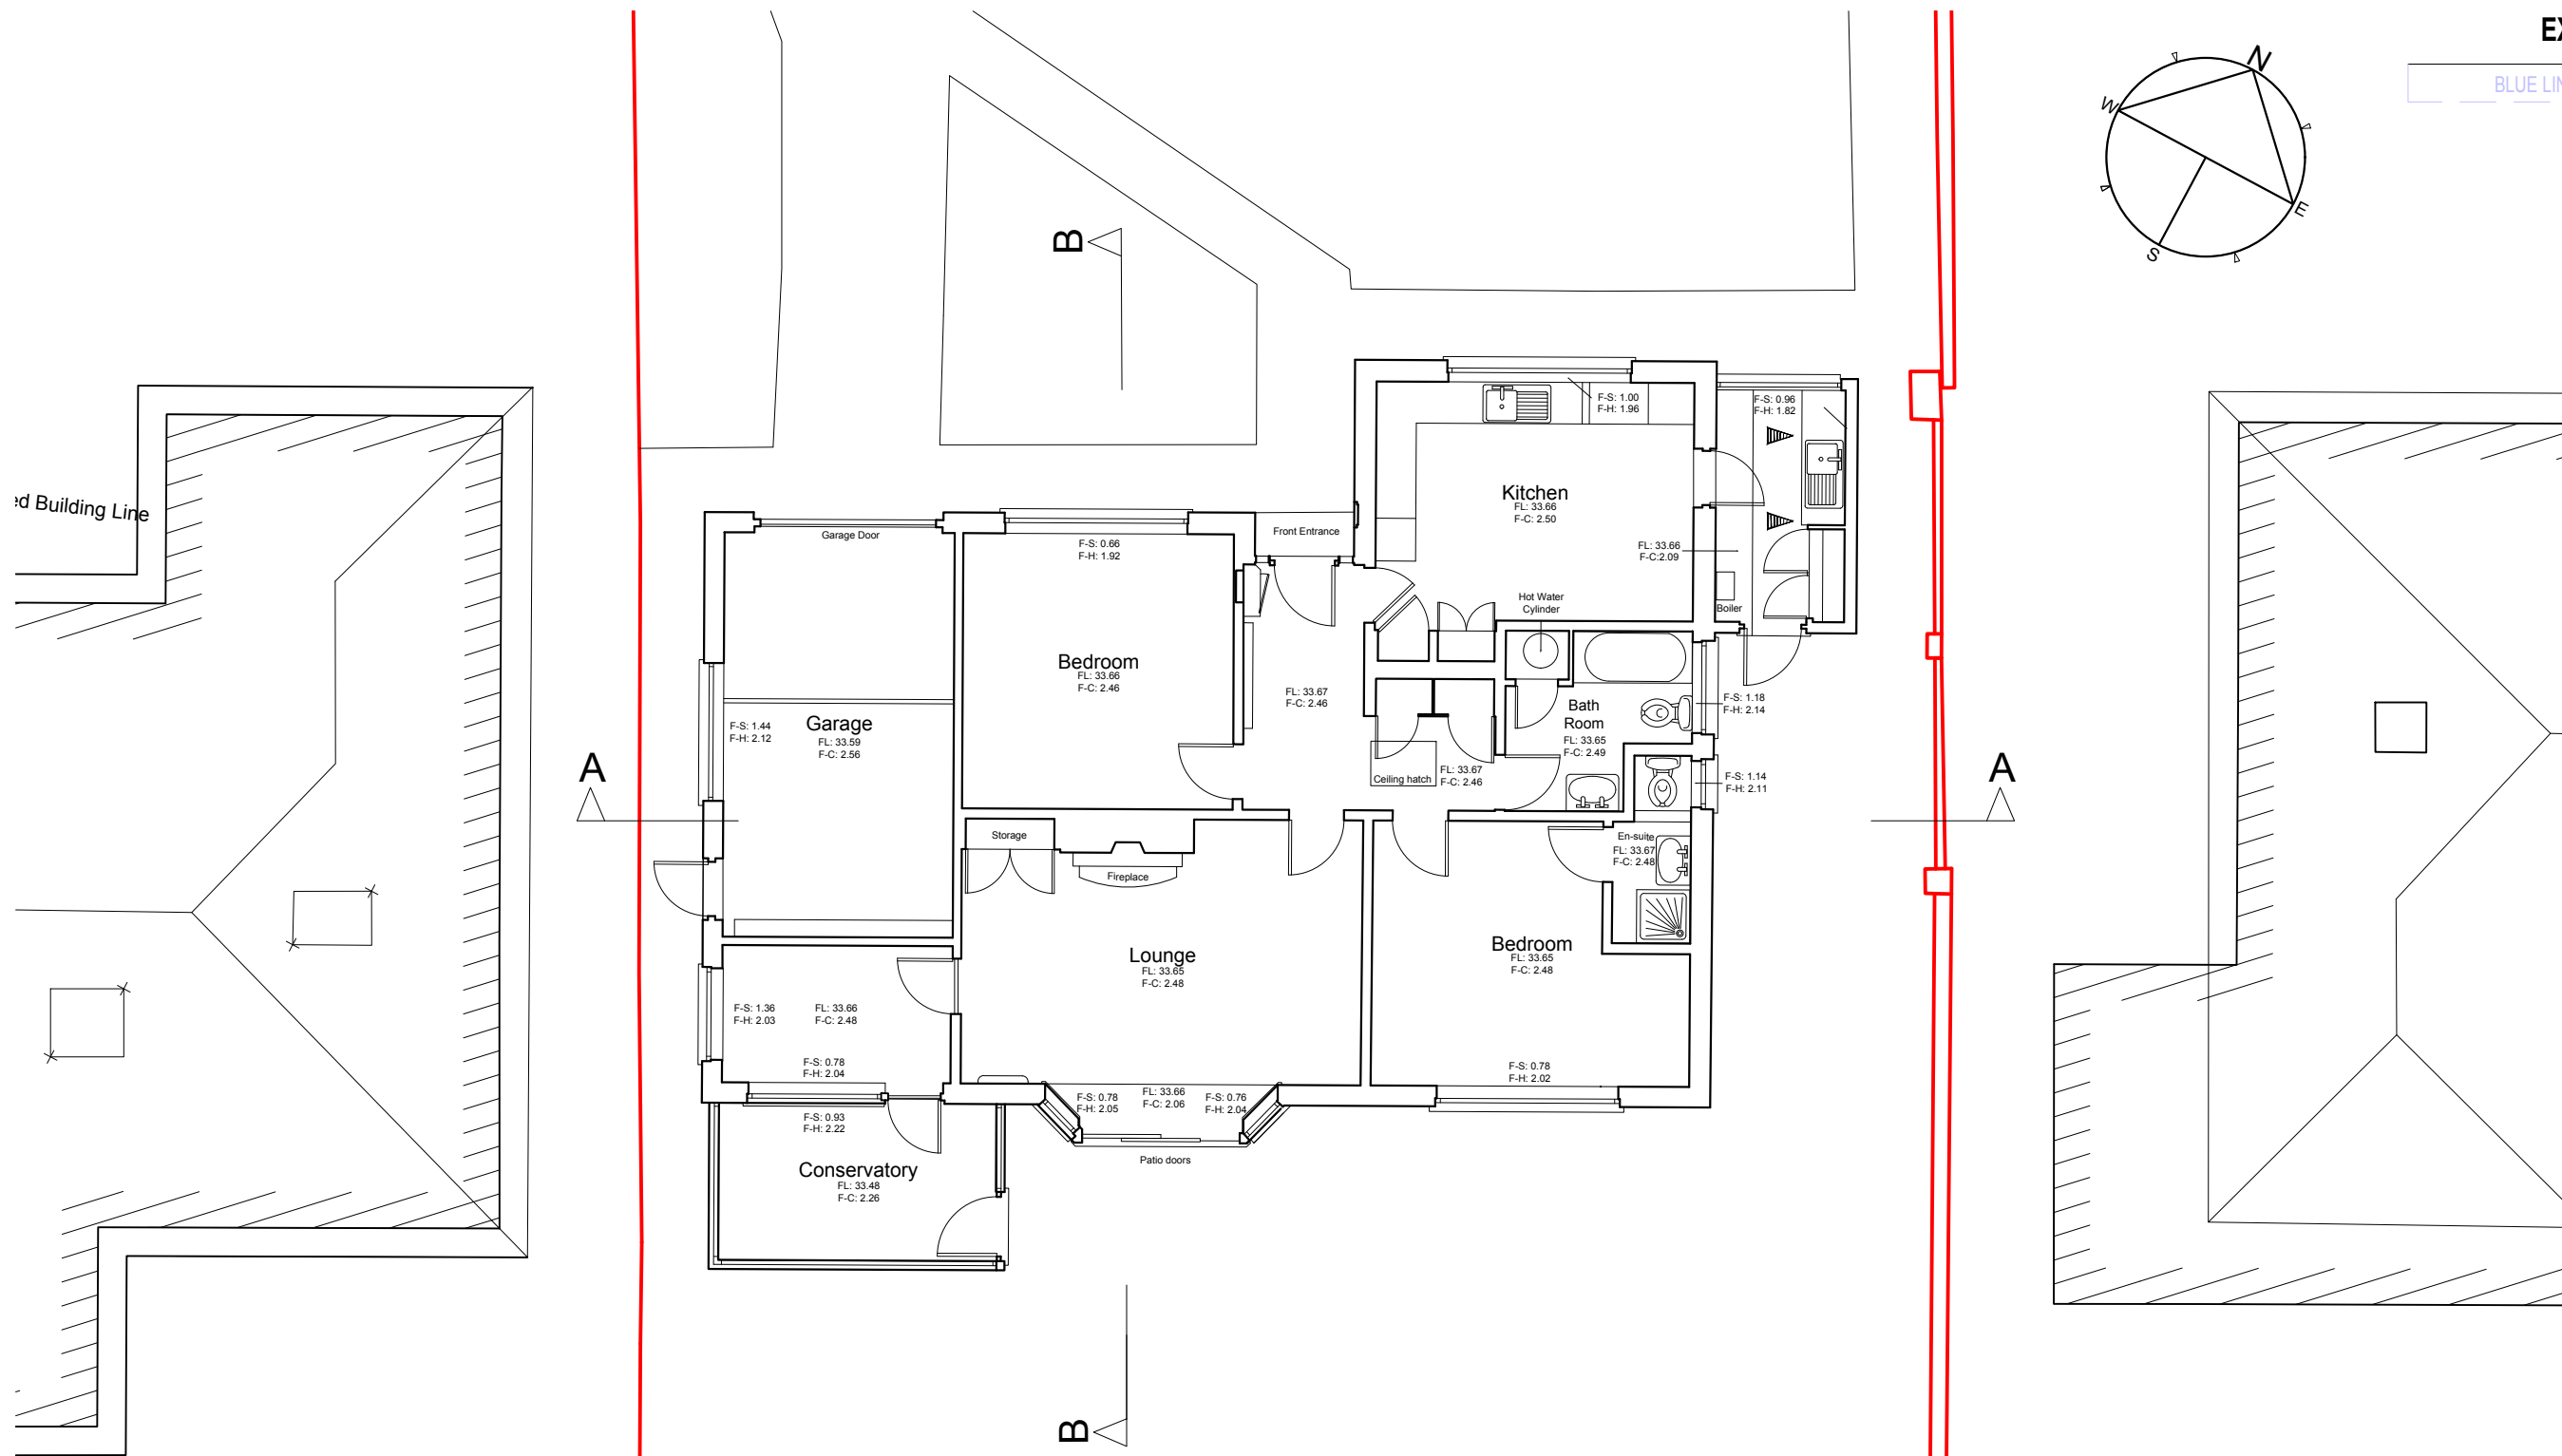 EX
BLUE LIN
N
W
E
S
B
ed Building Line
F-S: 1.00
F-H: 1.96
F-S: 0.96
F-H: 1.82
Kitchen
FL: 33.66
F-C: 2.50
Garage Door
Front Entrance
F-S: 0.66
F-H: 1.92
FL: 33.66
F-C:2.09
Hot Water
Cylinder
Boiler
Bedroom
FL: 33.66
F-C: 2.46
FL: 33.67
F-C: 2.46
Bath
Room
FL: 33.65
F-C: 2.49
F-S: 1.18
F-H: 2.14
F-S: 1.44
F-H: 2.12
Garage
FL: 33.59
F-C: 2.56
A
Ceiling hatch
FL: 33.67
F-C: 2.46
F-S: 1.14
F-H: 2.11
A
Storage
Fireplace
En-suite
FL: 33.67
F-C: 2.48
Lounge
FL: 33.65
F-C: 2.48
Bedroom
FL: 33.65
F-C: 2.48
F-S: 1.36
F-H: 2.03
FL: 33.66
F-C: 2.48
F-S: 0.78
F-H: 2.04
F-S: 0.78
F-H: 2.05
FL: 33.66
F-C: 2.06
F-S: 0.76
F-H: 2.04
F-S: 0.78
F-H: 2.02
F-S: 0.93
F-H: 2.22
Patio doors
Conservatory
FL: 33.48
F-C: 2.26
B